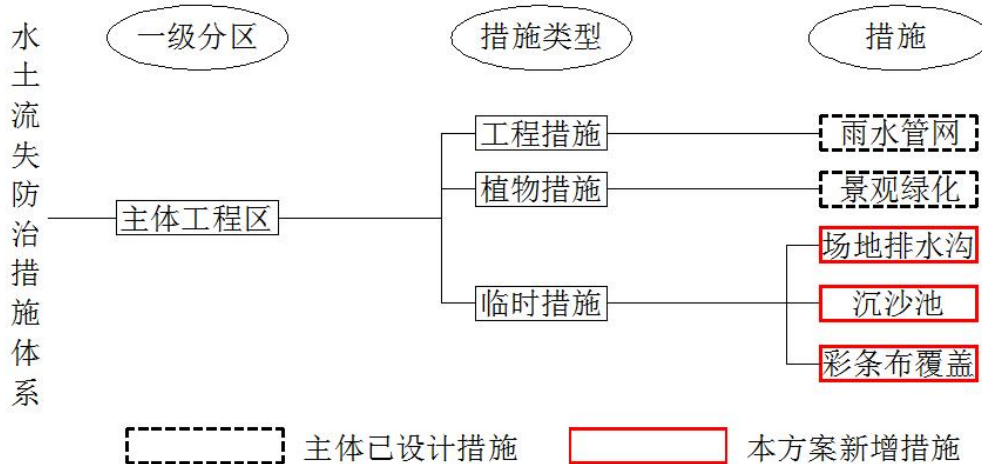 水土流失防治措施体系
一级分区
措施类型
措施
主体工程区
工程措施
雨水管网
植物措施
景观绿化
临时措施
场地排水沟
沉沙池
彩条布覆盖
主体已设计措施
本方案新增措施